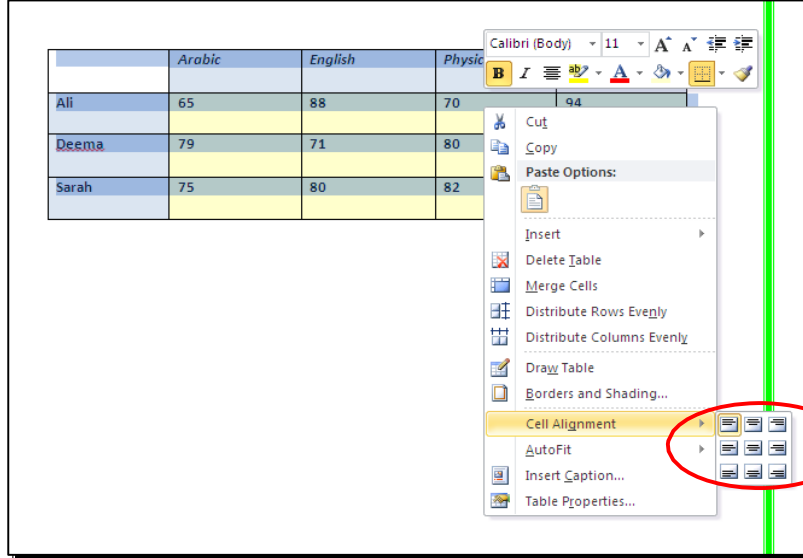 Calibri (Body) 11 A A
B I ab A
Arabic English Physic
Ali 65 88 70 94
Deema 79 71 80
Sarah 75 80 82
Cut
Copy
Paste Options:
Insert
Delete Table
Merge Cells
Distribute Rows Evenly
Distribute Columns Evenly
Draw Table
Borders and Shading...
Cell Alignment
AutoFit
Insert Caption...
Table Properties...